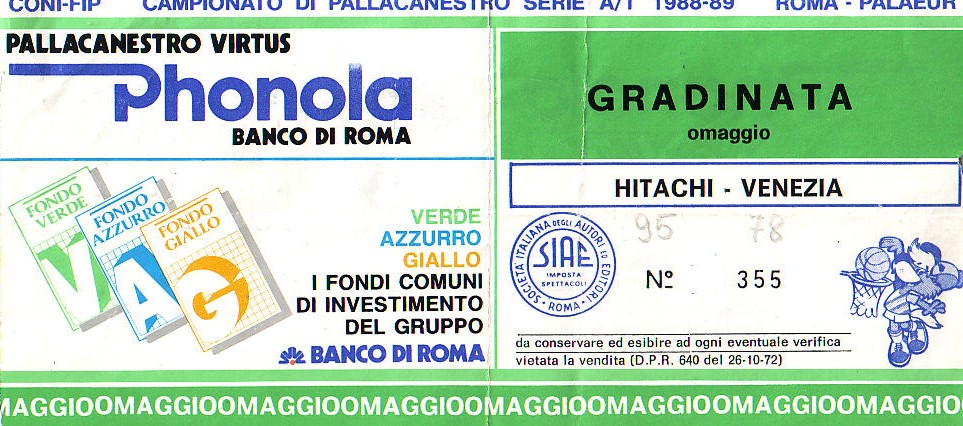 CONI-FIP CAMPIONATO DI PALLACANESTRO SERIE A/1 1988-89 ROMA - PALAEUR
PALLACANESTRO VIRTUS
Phonola
BANCO DI ROMA
FONDO VERDE
V
FONDO AZZURRO
A
FONDO GIALLO
G
VERDE
AZZURRO
GIALLO
I FONDI COMUNI
DI INVESTIMENTO
DEL GRUPPO
BANCO DI ROMA
GRADINATA
omaggio
HITACHI - VENEZIA
95 78
SOCIETÀ ITALIANA DEGLI AUTORI ED EDITORI
SIAE
IMPOSTA
SPETTACOLI
ROMA
Nº 355
da conservare ed esibire ad ogni eventuale verifica
vietata la vendita (D.P.R. 640 del 26-10-72)
MAGGIOOMAGGIOOMAGGIOOMAGGIOOMAGGIOOMAGGIOOMAGGIOOMAGGIO